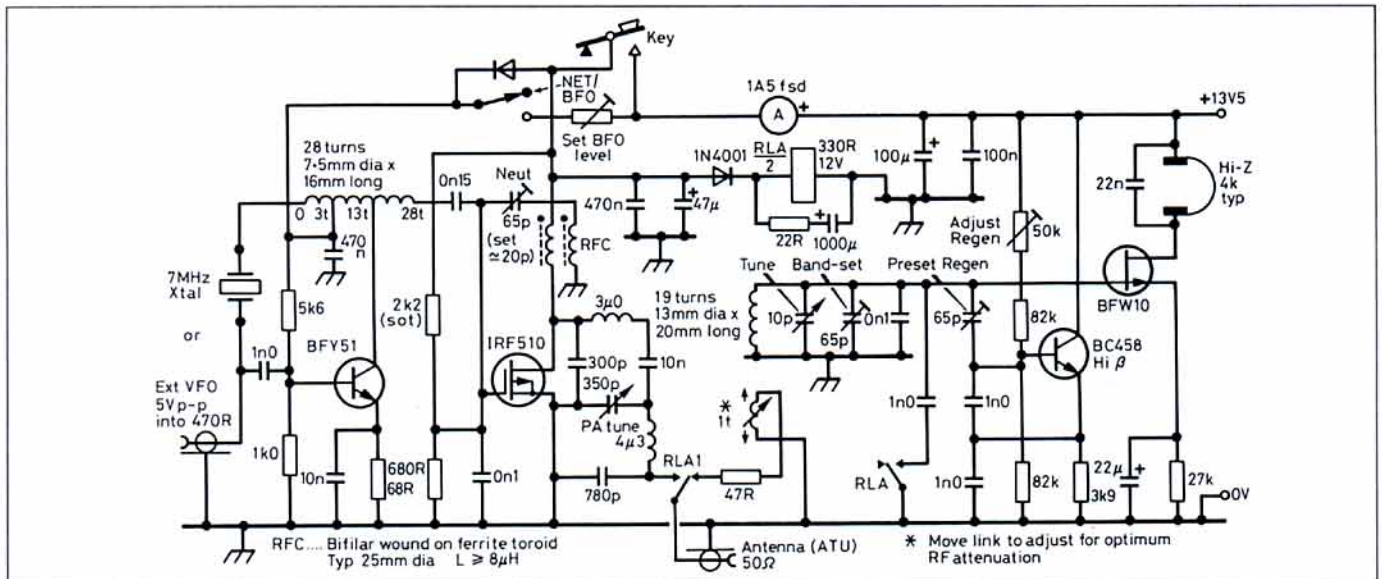 Key
NET/
BFO
Set BFO
level
1A5 fsd
A
+
+13V5
28 turns
7·5mm dia x
16mm long
0 3t 13t 28t
470
n
0n15
Neut
65p
(set
≃20p)
RFC
470n
+
47μ
1N4001
RLA
2
330R
12V
22R
+
1000μ
100μ
+
100n
Adjust
Regen
50k
22n
Hi-Z
4k
typ
7MHz
Xtal
or
Ext VFO
5Vp-p
into 470R
1n0
5k6
BFY51
1k0
10n
680R
68R
2k2
(sot)
IRF510
0n1
3μ0
300p
350p
10n
PA tune
4μ3
780p
19 turns
13mm dia x
20mm long
Tune
10p
Band-set
65p
0n1
Preset Regen
65p
82k
BFW10
BC458
Hi β
*
1t
RLA1
47R
1n0
RLA
1n0
1n0
82k
22μ
+
3k9
27k
0V
RFC.... Bifilar wound on ferrite toroid
Typ 25mm dia L ⩾ 8μH
Antenna (ATU)
50Ω
* Move link to adjust for optimum
RF attenuation